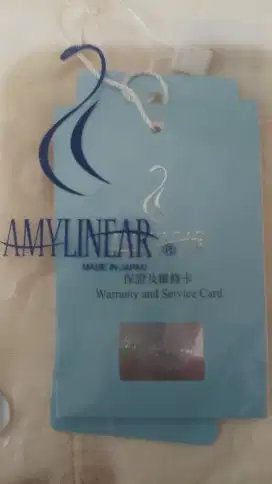 AMYLINEAR ®
MADE IN JAPAN
保證及維修卡
Warranty and Service Card